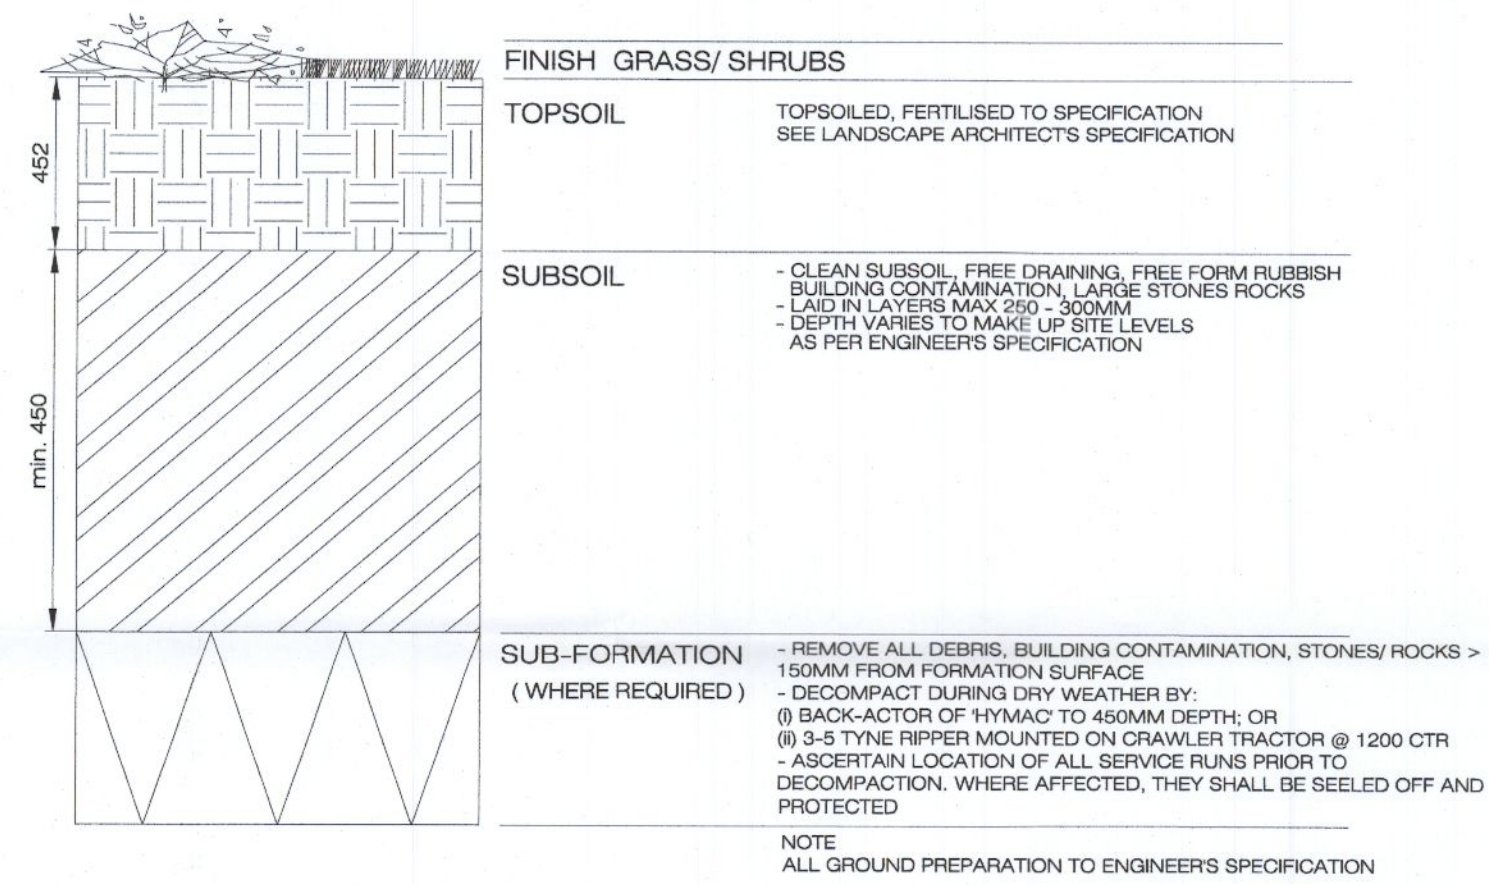 FINISH GRASS/ SHRUBS
TOPSOIL
TOPSOILED, FERTILISED TO SPECIFICATION
SEE LANDSCAPE ARCHITECT'S SPECIFICATION
452
SUBSOIL
- CLEAN SUBSOIL, FREE DRAINING, FREE FORM RUBBISH
BUILDING CONTAMINATION, LARGE STONES ROCKS
- LAID IN LAYERS MAX 250 - 300MM
- DEPTH VARIES TO MAKE UP SITE LEVELS
AS PER ENGINEER'S SPECIFICATION
min. 450
SUB-FORMATION
( WHERE REQUIRED )
- REMOVE ALL DEBRIS, BUILDING CONTAMINATION, STONES/ ROCKS >
150MM FROM FORMATION SURFACE
- DECOMPACT DURING DRY WEATHER BY:
(i) BACK-ACTOR OF 'HYMAC' TO 450MM DEPTH; OR
(ii) 3-5 TYNE RIPPER MOUNTED ON CRAWLER TRACTOR @ 1200 CTR
- ASCERTAIN LOCATION OF ALL SERVICE RUNS PRIOR TO
DECOMPACTION. WHERE AFFECTED, THEY SHALL BE SEELED OFF AND
PROTECTED
NOTE
ALL GROUND PREPARATION TO ENGINEER'S SPECIFICATION